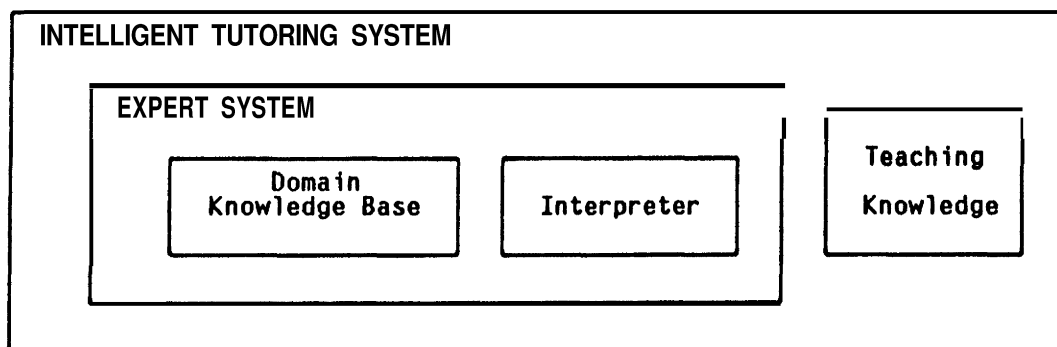 INTELLIGENT TUTORING SYSTEM
EXPERT SYSTEM
Domain
Knowledge Base
Interpreter
Teaching
Knowledge